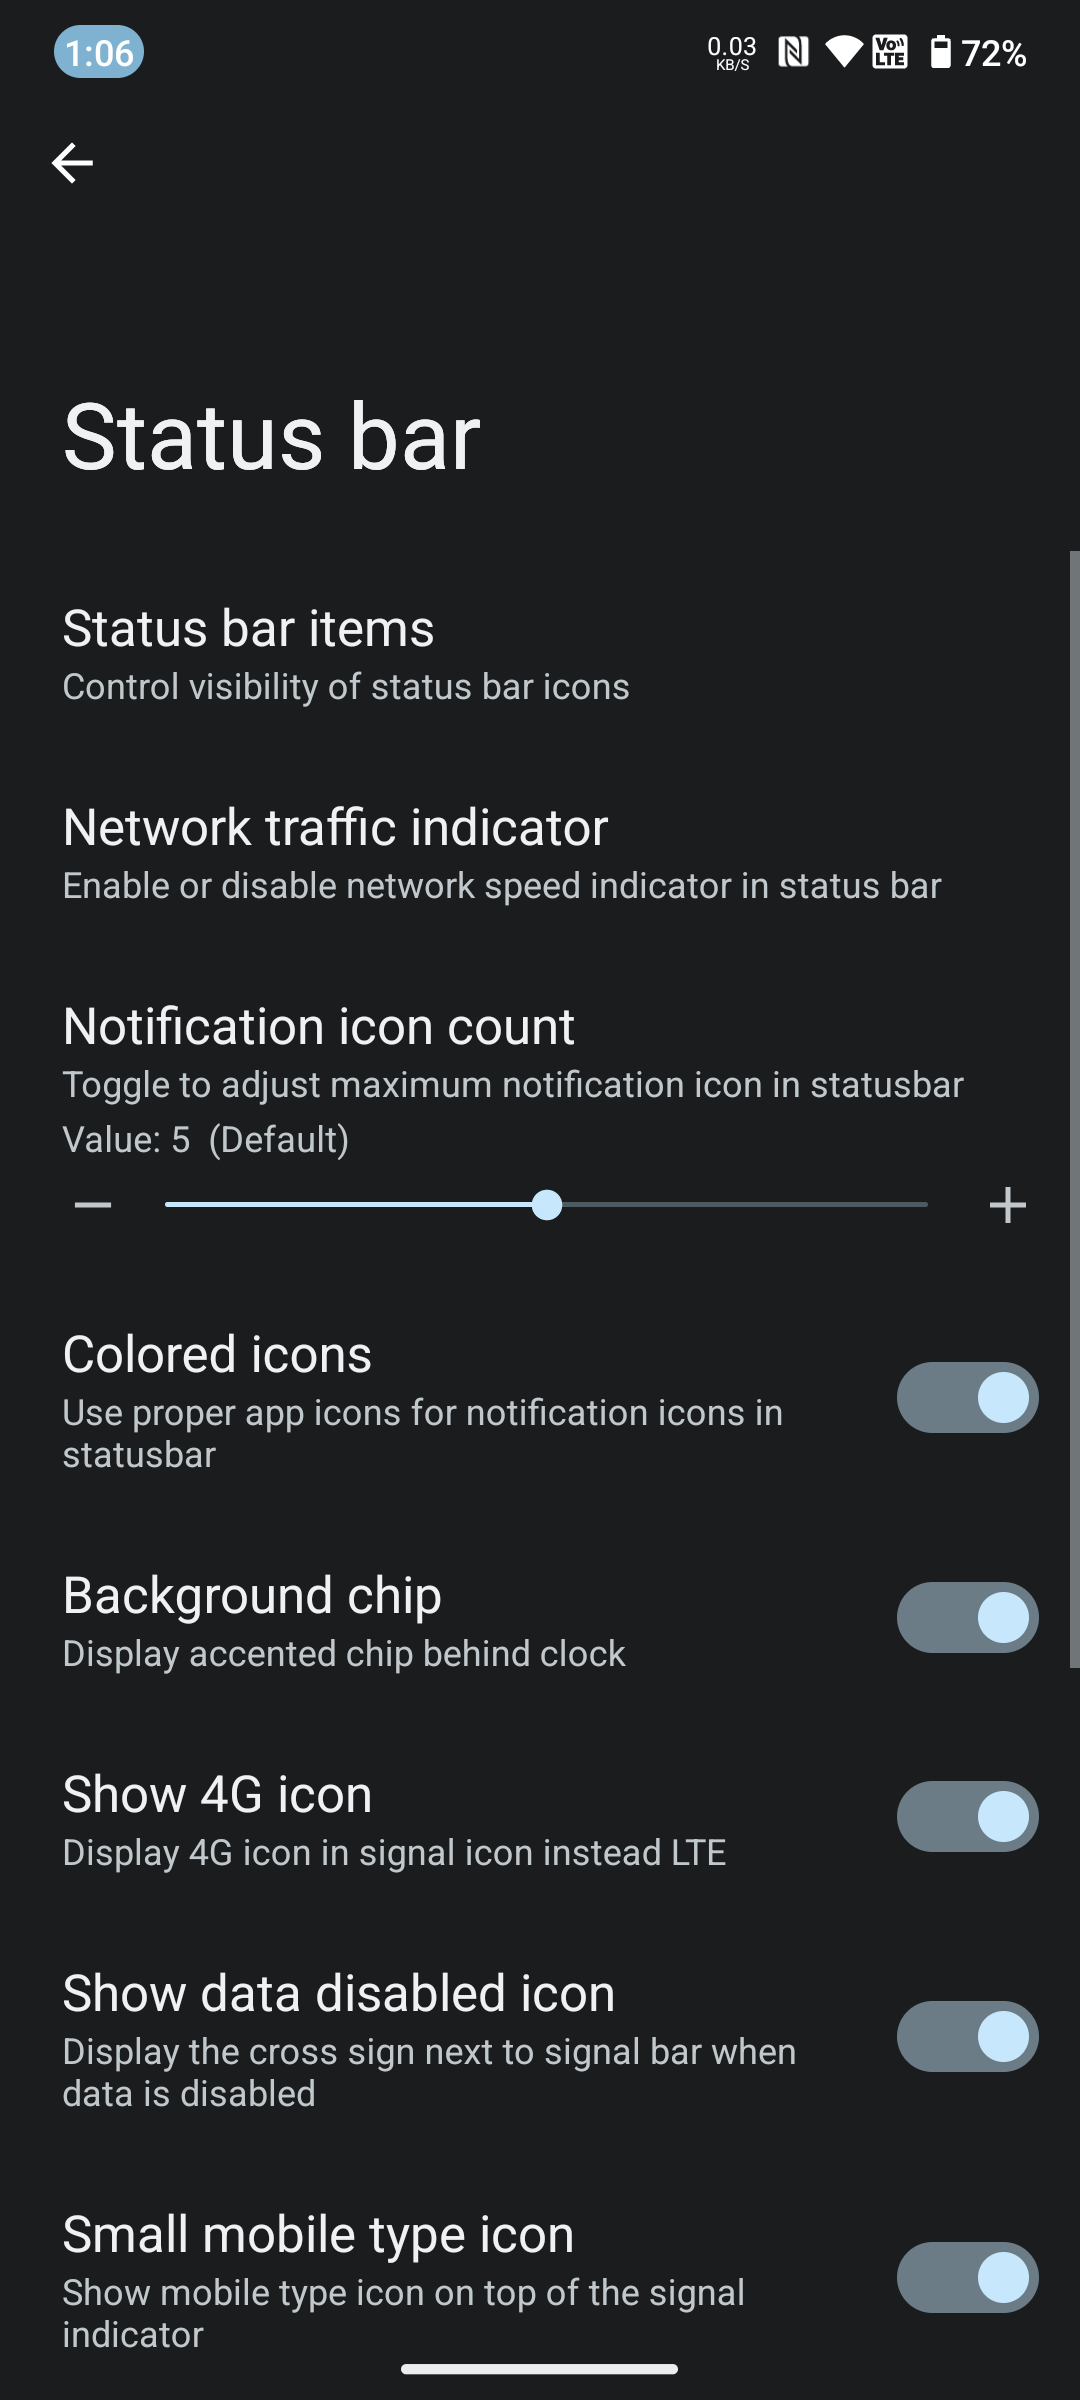 1:06
0.03
KB/S
Vo
LTE
72%
Status bar
Status bar items
Control visibility of status bar icons
Network traffic indicator
Enable or disable network speed indicator in status bar
Notification icon count
Toggle to adjust maximum notification icon in statusbar
Value: 5 (Default)
Colored icons
Use proper app icons for notification icons in
statusbar
Background chip
Display accented chip behind clock
Show 4G icon
Display 4G icon in signal icon instead LTE
Show data disabled icon
Display the cross sign next to signal bar when
data is disabled
Small mobile type icon
Show mobile type icon on top of the signal
indicator